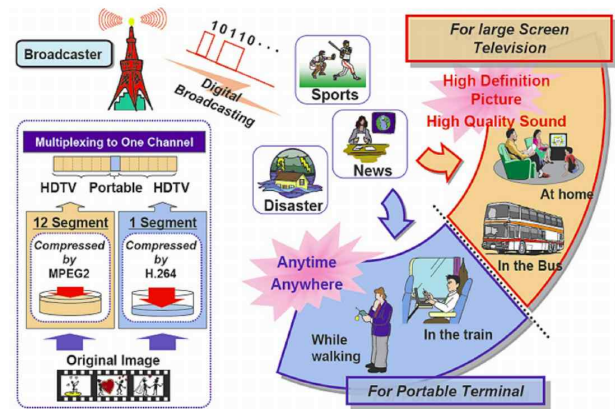 Broadcaster
10110...
Digital
Broadcasting
Sports
News
Disaster
For large Screen
Television
High Definition
Picture
High Quality Sound
At home
In the Bus
Multiplexing to One Channel
HDTV Portable HDTV
12 Segment
Compressed
by
MPEG2
1 Segment
Compressed
by
H.264
Original Image
Anytime
Anywhere
While
walking
In the train
For Portable Terminal